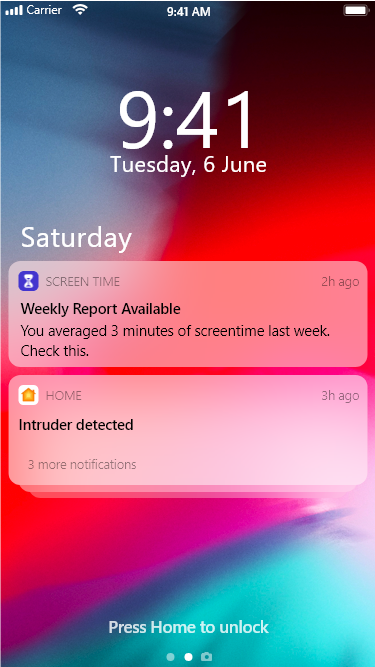 Carrier 9:41 AM
9:41
Tuesday, 6 June
Saturday
SCREEN TIME 2h ago
Weekly Report Available
You averaged 3 minutes of screentime last week.
Check this.
HOME 3h ago
Intruder detected
3 more notifications
Press Home to unlock